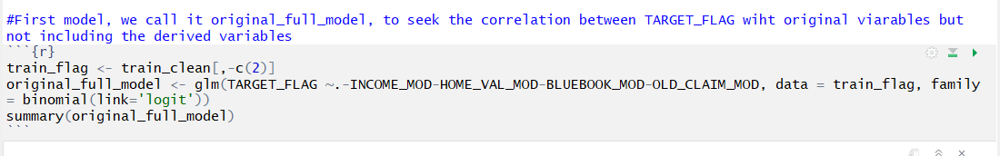 #First model, we call it original_full_model, to seek the correlation between TARGET_FLAG wiht original viarables but
not including the derived variables
```{r}
train_flag <- train_clean[,-c(2)]
original_full_model <- glm(TARGET_FLAG ~.-INCOME_MOD-HOME_VAL_MOD-BLUEBOOK_MOD-OLD_CLAIM_MOD, data = train_flag, family
= binomial(link='logit'))
summary(original_full_model)
```